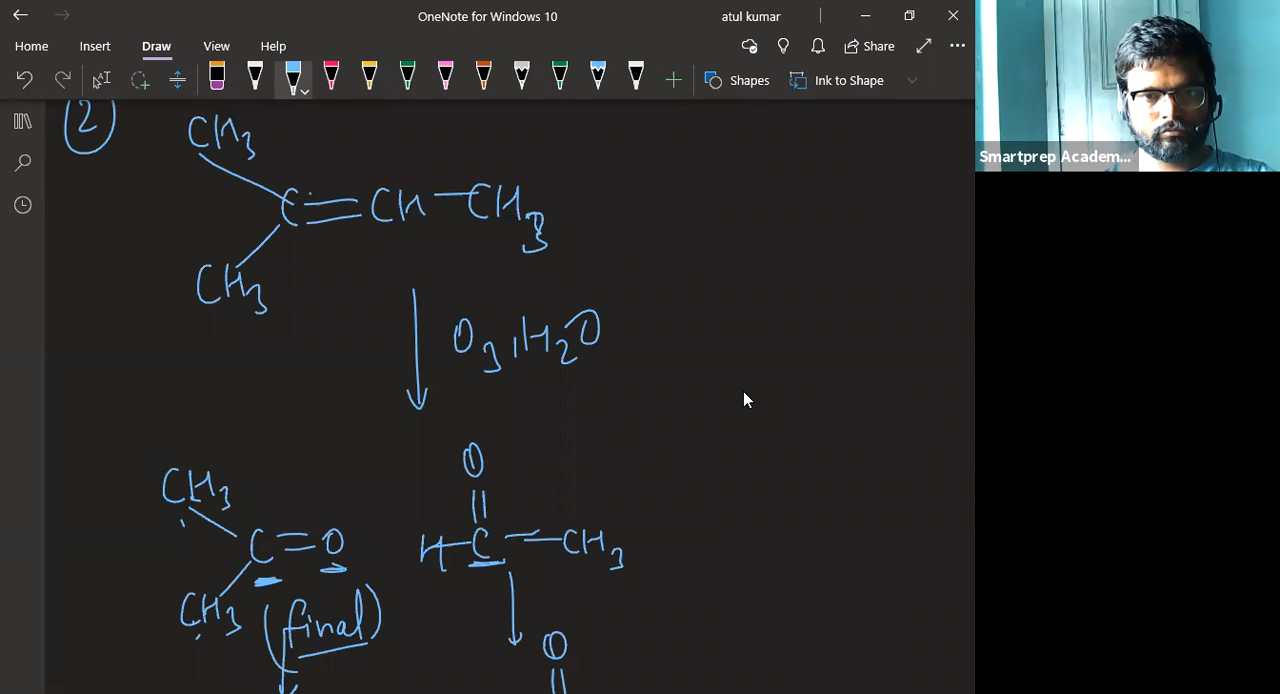 OneNote for Windows 10
atul kumar
Home Insert Draw View Help
Share
Shapes Ink to Shape
Smartprep Academ...
2
CH3
C=CH-CH3
CH3
O3, H2O
O
CH3
C=O H-C=CH3
CH3
(final)
O